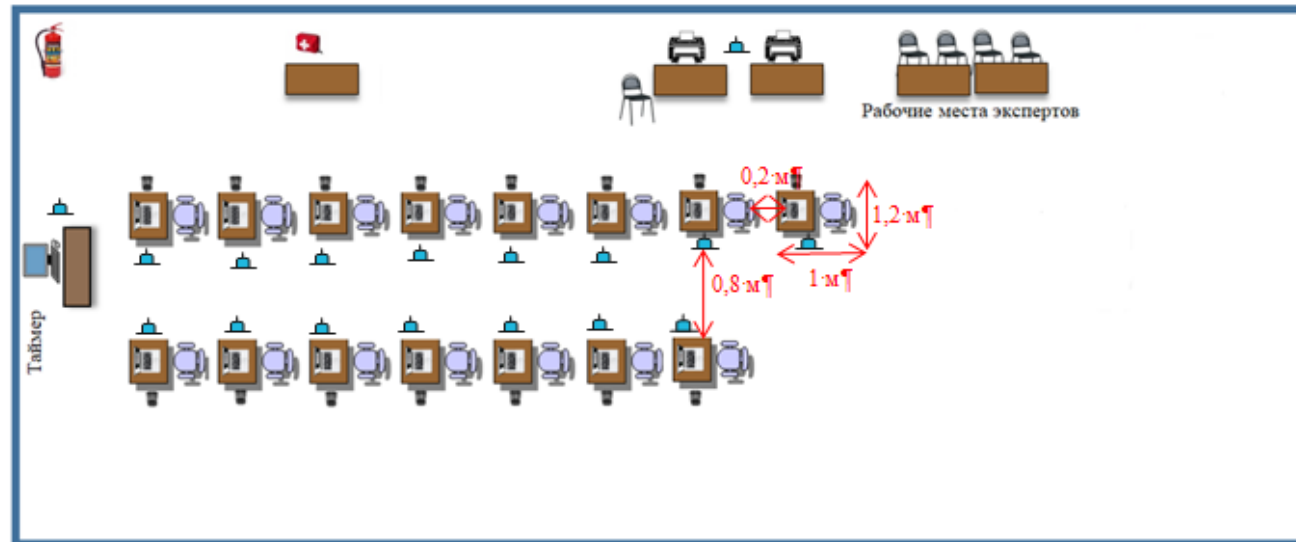 Рабочие места экспертов
0,2·м¶
1,2·м¶
0,8·м¶
1·м¶
Таймер